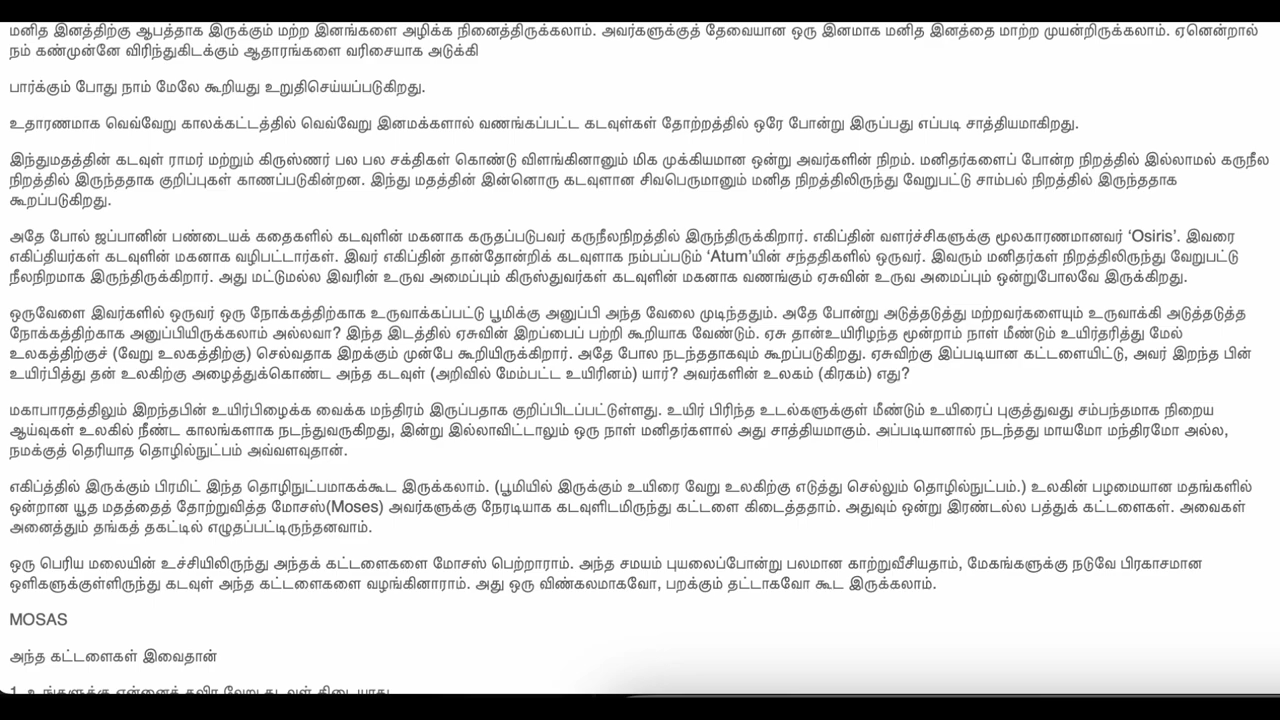 மனித இனத்திற்கு ஆபத்தாக இருக்கும் மற்ற இனங்களை அழிக்க நினைத்திருக்கலாம். அவர்களுக்குத் தேவையான ஒரு இனமாக மனித இனத்தை மாற்ற முயன்றிருக்கலாம். ஏனென்றால்
நம் கண்முன்னே விரிந்துகிடக்கும் ஆதாரங்களை வரிசையாக அடுக்கி
பார்க்கும் போது நாம் மேலே கூறியது உறுதிசெய்யப்படுகிறது.
உதாரணமாக வெவ்வேறு காலக்கட்டத்தில் வெவ்வேறு இனமக்களால் வணங்கப்பட்ட கடவுள்கள் தோற்றத்தில் ஒரே போன்று இருப்பது எப்படி சாத்தியமாகிறது.
இந்துமதத்தின் கடவுள் ராமர் மற்றும் கிருஸ்ணர் பல பல சக்திகள் கொண்டு விளங்கினானும் மிக முக்கியமான ஒன்று அவர்களின் நிறம். மனிதர்களைப் போன்ற நிறத்தில் இல்லாமல் கருநீல
நிறத்தில் இருந்ததாக குறிப்புகள் காணப்படுகின்றன. இந்து மதத்தின் இன்னொரு கடவுளான சிவபெருமானும் மனித நிறத்திலிருந்து வேறுபட்டு சாம்பல் நிறத்தில் இருந்ததாக
கூறப்படுகிறது.
அதே போல் ஜப்பானின் பண்டையக் கதைகளில் கடவுளின் மகனாக கருதப்படுபவர் கருநீலநிறத்தில் இருந்திருக்கிறார். எகிப்தின் வளர்ச்சிகளுக்கு மூலகாரணமானவர் ‘Osiris’. இவரை
எகிப்தியர்கள் கடவுளின் மகனாக வழிபட்டார்கள். இவர் எகிப்தின் தான்தோன்றிக் கடவுளாக நம்பப்படும் ‘Atum’யின் சந்ததிகளில் ஒருவர். இவரும் மனிதர்கள் நிறத்திலிருந்து வேறுபட்டு
நீலநிறமாக இருந்திருக்கிறார். அது மட்டுமல்ல இவரின் உருவ அமைப்பும் கிருஸ்துவர்கள் கடவுளின் மகனாக வணங்கும் ஏசுவின் உருவ அமைப்பும் ஒன்றுபோலவே இருக்கிறது.
ஒருவேளை இவர்களில் ஒருவர் ஒரு நோக்கத்திற்காக உருவாக்கப்பட்டு பூமிக்கு அனுப்பி அந்த வேலை முடிந்ததும். அதே போன்று அடுத்தடுத்து மற்றவர்களையும் உருவாக்கி அடுத்தடுத்த
நோக்கத்திற்காக அனுப்பியிருக்கலாம் அல்லவா? இந்த இடத்தில் ஏசுவின் இறப்பைப் பற்றி கூறியாக வேண்டும். ஏசு தான்உயிரிழந்த மூன்றாம் நாள் மீண்டும் உயிர்தரித்து மேல்
உலகத்திற்குச் (வேறு உலகத்திற்கு) செல்வதாக இறக்கும் முன்பே கூறியிருக்கிறார். அதே போல நடந்ததாகவும் கூறப்படுகிறது. ஏசுவிற்கு இப்படியான கட்டளையிட்டு, அவர் இறந்த பின்
உயிர்பித்து தன் உலகிற்கு அழைத்துக்கொண்ட அந்த கடவுள் (அறிவில் மேம்பட்ட உயிரினம்) யார்? அவர்களின் உலகம் (கிரகம்) எது?
மகாபாரதத்திலும் இறந்தபின் உயிர்பிழைக்க வைக்க மந்திரம் இருப்பதாக குறிப்பிடப்பட்டுள்ளது. உயிர் பிரிந்த உடல்களுக்குள் மீண்டும் உயிரைப் புகுத்துவது சம்பந்தமாக நிறைய
ஆய்வுகள் உலகில் நீண்ட காலங்களாக நடந்துவருகிறது, இன்று இல்லாவிட்டாலும் ஒரு நாள் மனிதர்களால் அது சாத்தியமாகும். அப்படியானால் நடந்தது மாயமோ மந்திரமோ அல்ல,
நமக்குத் தெரியாத தொழில்நுட்பம் அவ்வளவுதான்.
எகிப்த்தில் இருக்கும் பிரமிட் இந்த தொழிநுட்பமாகக்கூட இருக்கலாம். (பூமியில் இருக்கும் உயிரை வேறு உலகிற்கு எடுத்து செல்லும் தொழில்நுட்பம்.) உலகின் பழமையான மதங்களில்
ஒன்றான யூத மதத்தைத் தோற்றுவித்த மோசஸ்(Moses) அவர்களுக்கு நேரடியாக கடவுளிடமிருந்து கட்டளை கிடைத்ததாம். அதுவும் ஒன்று இரண்டல்ல பத்துக் கட்டளைகள். அவைகள்
அனைத்தும் தங்கத் தகட்டில் எழுதப்பட்டிருந்தனவாம்.
ஒரு பெரிய மலையின் உச்சியிலிருந்து அந்தக் கட்டளைகளை மோசஸ் பெற்றாராம். அந்த சமயம் புயலைப்போன்று பலமான காற்றுவீசியதாம், மேகங்களுக்கு நடுவே பிரகாசமான
ஒளிகளுக்குள்ளிருந்து கடவுள் அந்த கட்டளைகளை வழங்கினாராம். அது ஒரு விண்கலமாகவோ, பறக்கும் தட்டாகவோ கூட இருக்கலாம்.
MOSAS
அந்த கட்டளைகள் இவைதான்
1. உங்களுக்கு என்னைத் தவிர வேறு கடவுள் கிடையாது